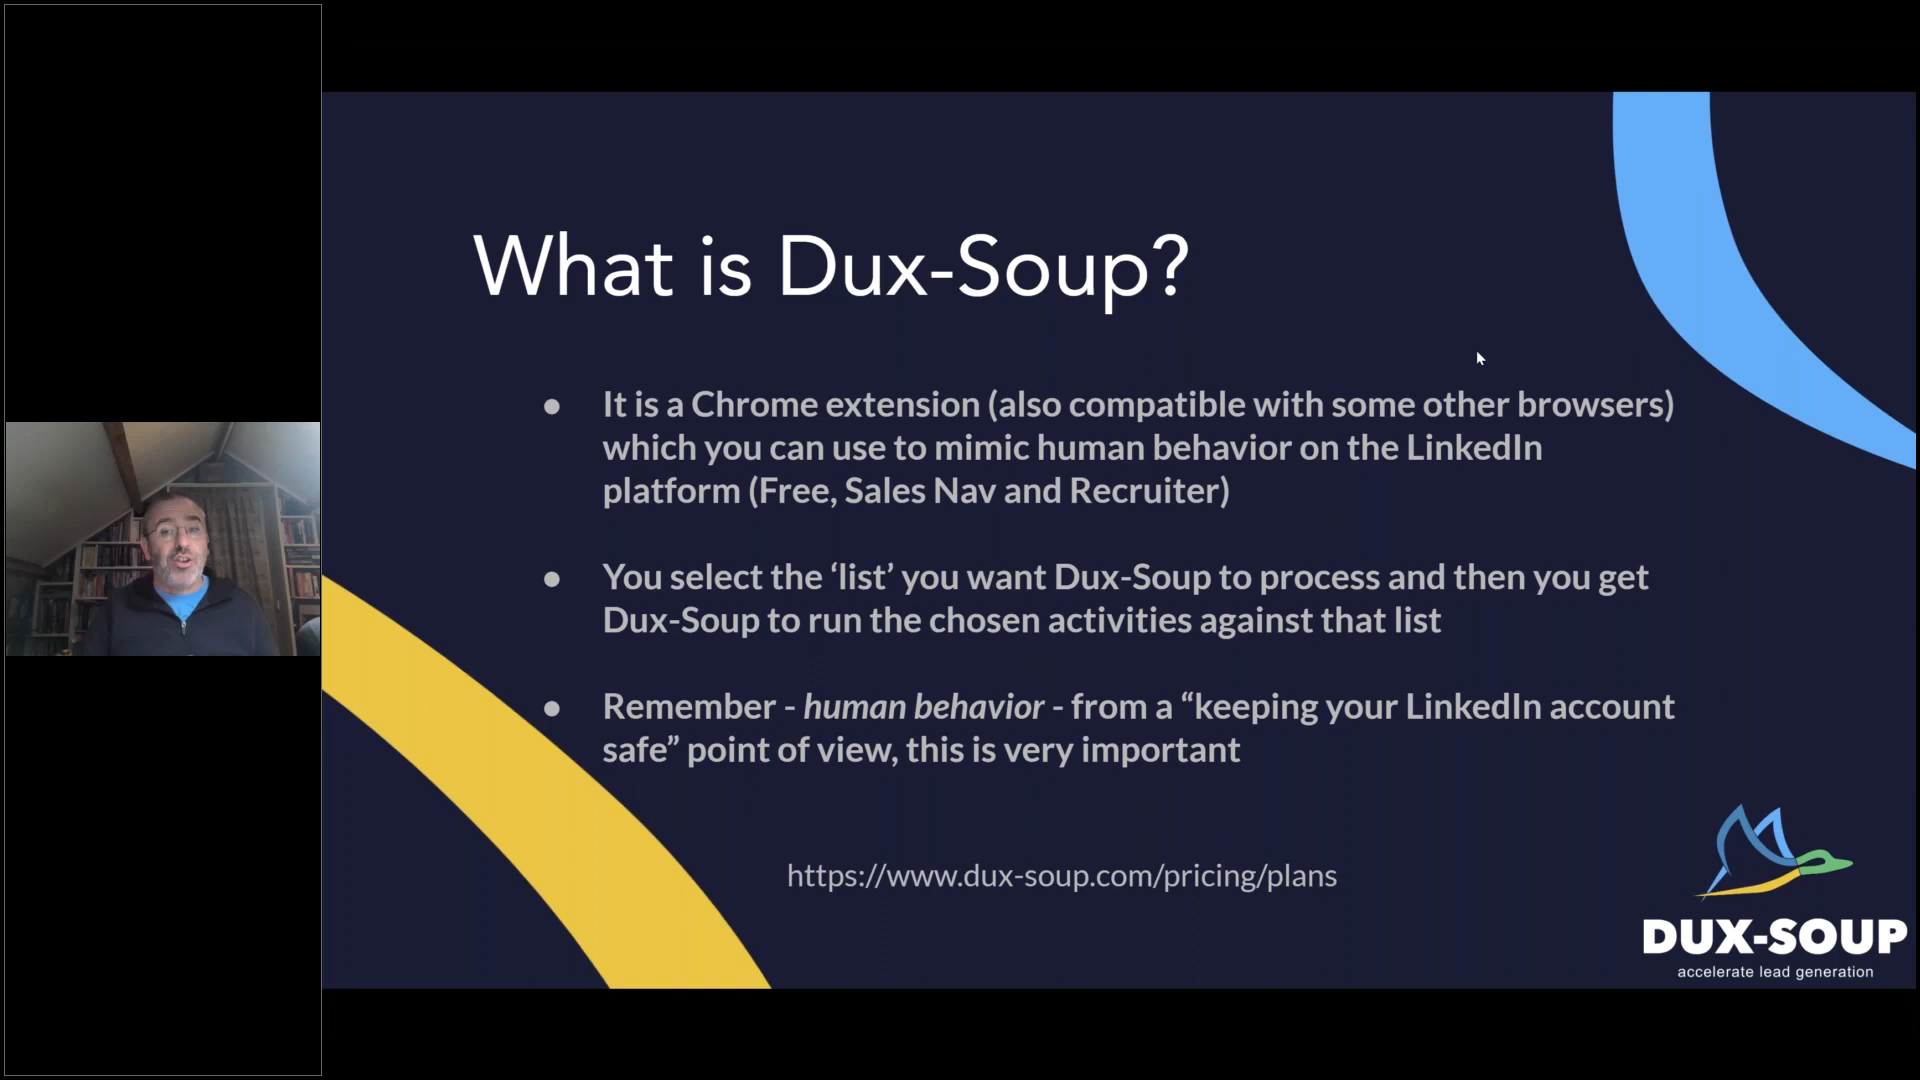 What is Dux-Soup?
● It is a Chrome extension (also compatible with some other browsers)
which you can use to mimic human behavior on the LinkedIn
platform (Free, Sales Nav and Recruiter)
● You select the ‘list’ you want Dux-Soup to process and then you get
Dux-Soup to run the chosen activities against that list
● Remember - human behavior - from a “keeping your LinkedIn account
safe” point of view, this is very important
https://www.dux-soup.com/pricing/plans
DUX-SOUP
accelerate lead generation